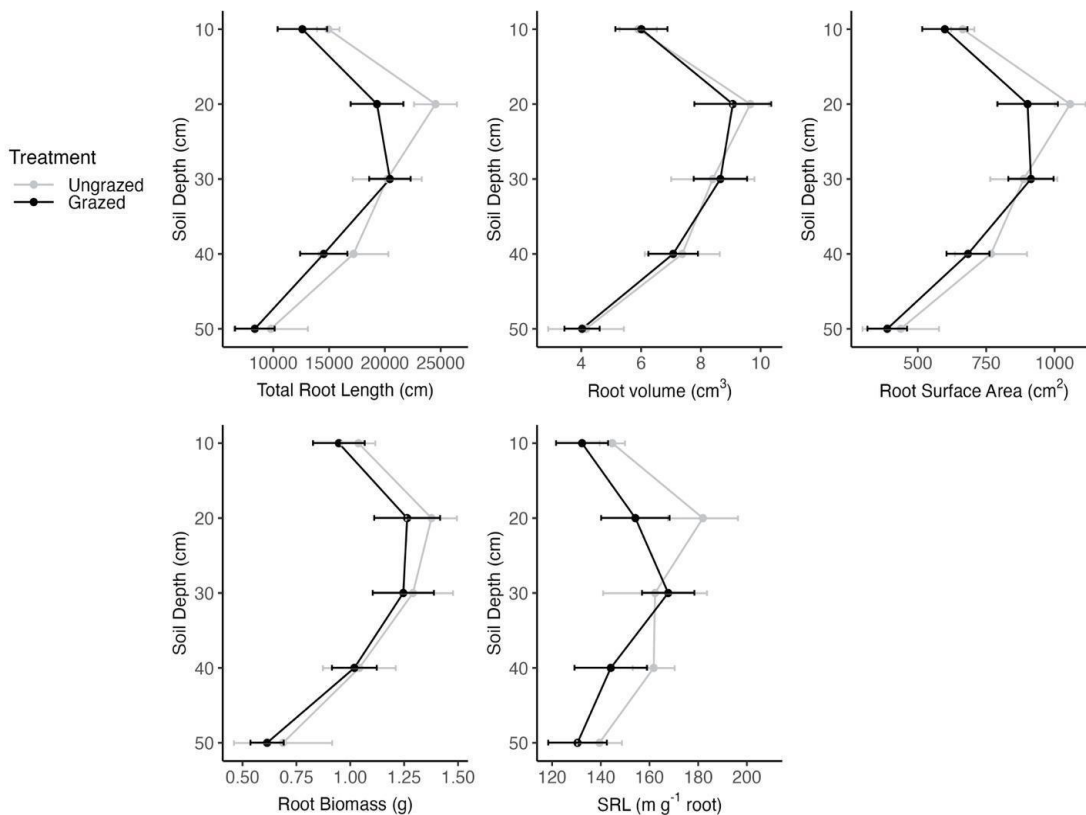 Treatment
Ungrazed
Grazed
Soil Depth (cm)
10
20
30
40
50
10000 15000 20000 25000
Total Root Length (cm)
Soil Depth (cm)
10
20
30
40
50
4 6 8 10
Root volume (cm³)
Soil Depth (cm)
10
20
30
40
50
500 750 1000
Root Surface Area (cm²)
Soil Depth (cm)
10
20
30
40
50
0.50 0.75 1.00 1.25 1.50
Root Biomass (g)
Soil Depth (cm)
10
20
30
40
50
120 140 160 180 200
SRL (m g⁻¹ root)